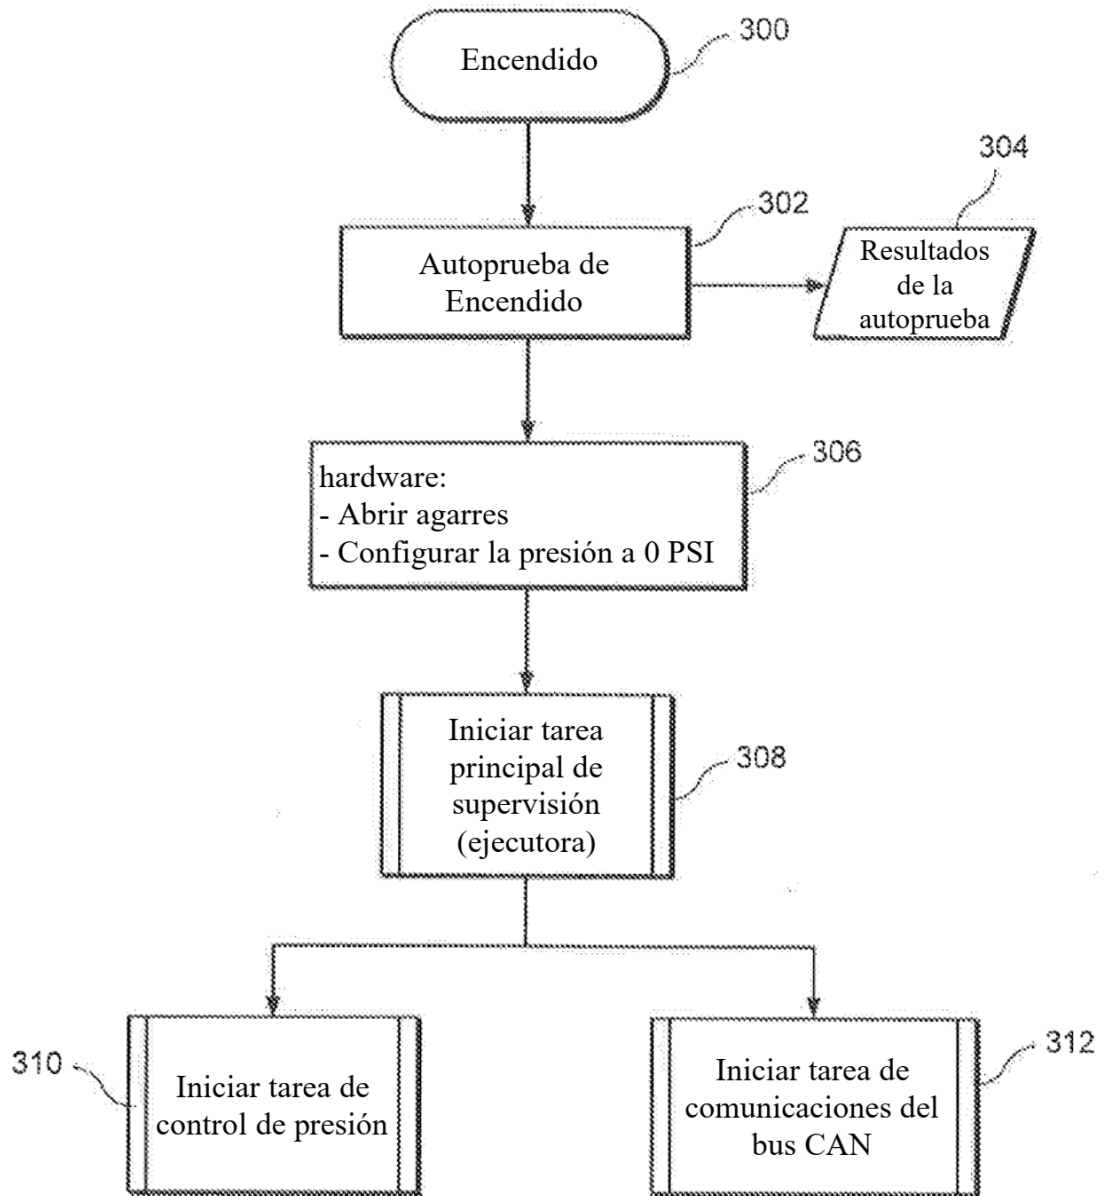 Encendido
300
304
302
Autoprueba de
Encendido
Resultados
de la
autoprueba
306
hardware:
- Abrir agarres
- Configurar la presión a 0 PSI
Iniciar tarea
principal de
supervisión
(ejecutora)
308
310
Iniciar tarea de
control de presión
Iniciar tarea de
comunicaciones del
bus CAN
312